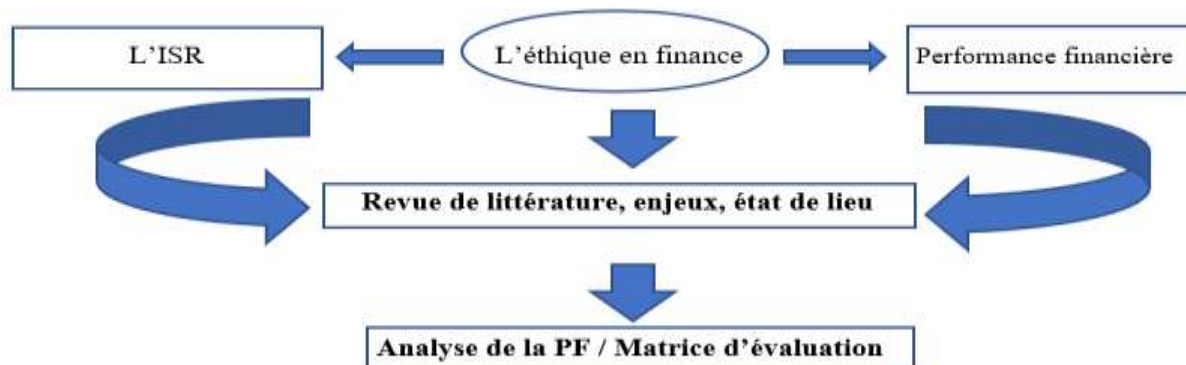 L'ISR
L'éthique en finance
Performance financière
Revue de littérature, enjeux, état de lieu
Analyse de la PF / Matrice d'évaluation